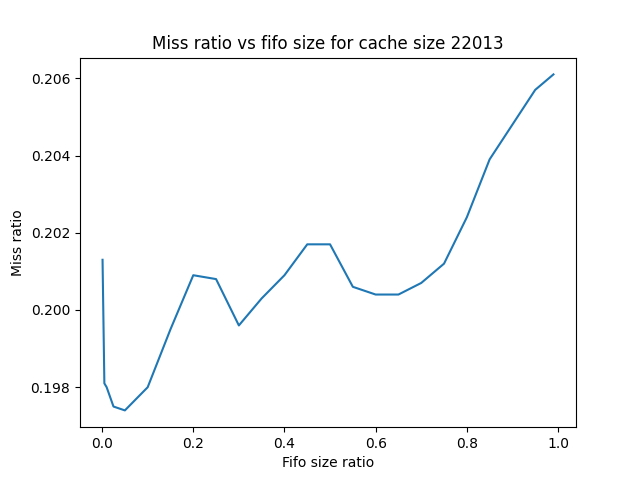 Miss ratio vs fifo size for cache size 22013
0.206
0.204
0.202
0.200
0.198
Miss ratio
0.0 0.2 0.4 0.6 0.8 1.0
Fifo size ratio